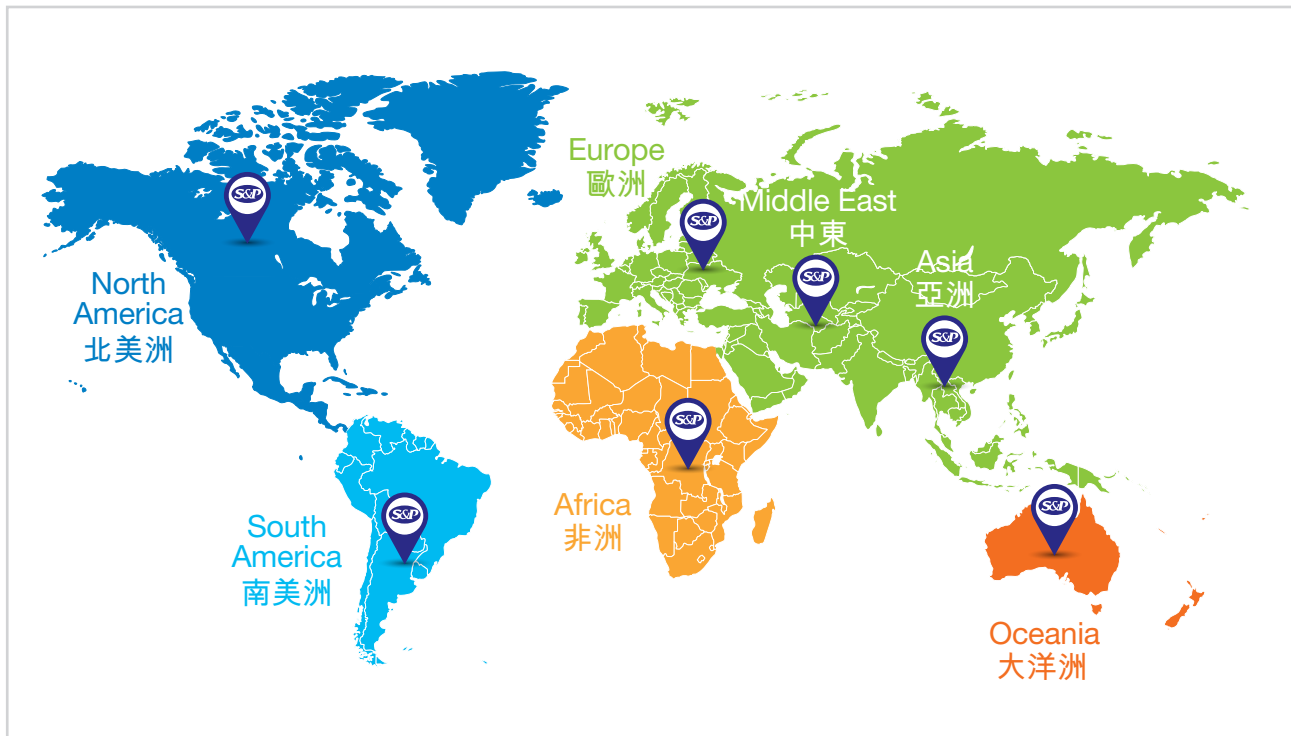 Europe
歐洲
S&P
Middle East
中東
S&P
Asia
亞洲
S&P
S&P
North
America
北美洲
S&P
Africa
非洲
S&P
South
America
南美洲
S&P
Oceania
大洋洲